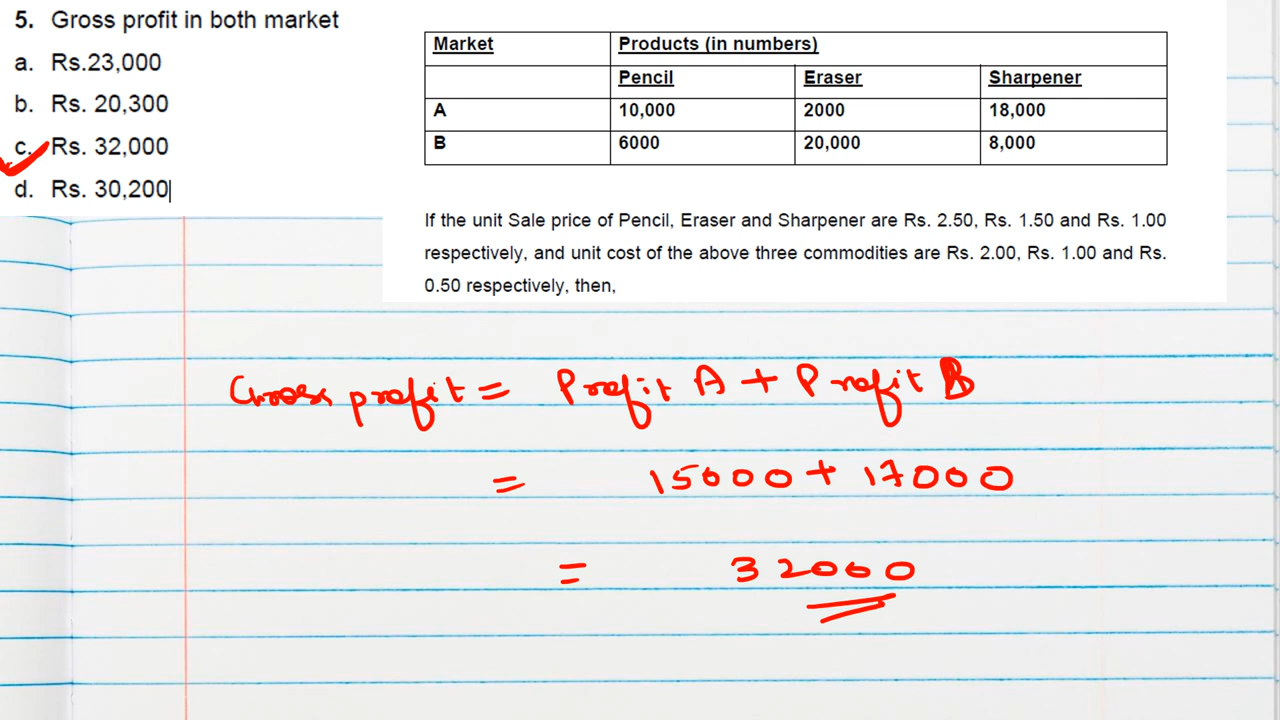 5. Gross profit in both market
a. Rs.23,000
b. Rs. 20,300
c. Rs. 32,000
d. Rs. 30,200
Market Products (in numbers)
Pencil Eraser Sharpener
A 10,000 2000 18,000
B 6000 20,000 8,000
If the unit Sale price of Pencil, Eraser and Sharpener are Rs. 2.50, Rs. 1.50 and Rs. 1.00
respectively, and unit cost of the above three commodities are Rs. 2.00, Rs. 1.00 and Rs.
0.50 respectively, then,
Gross profit = Profit A + Profit B
= 15000 + 17000
= 32000